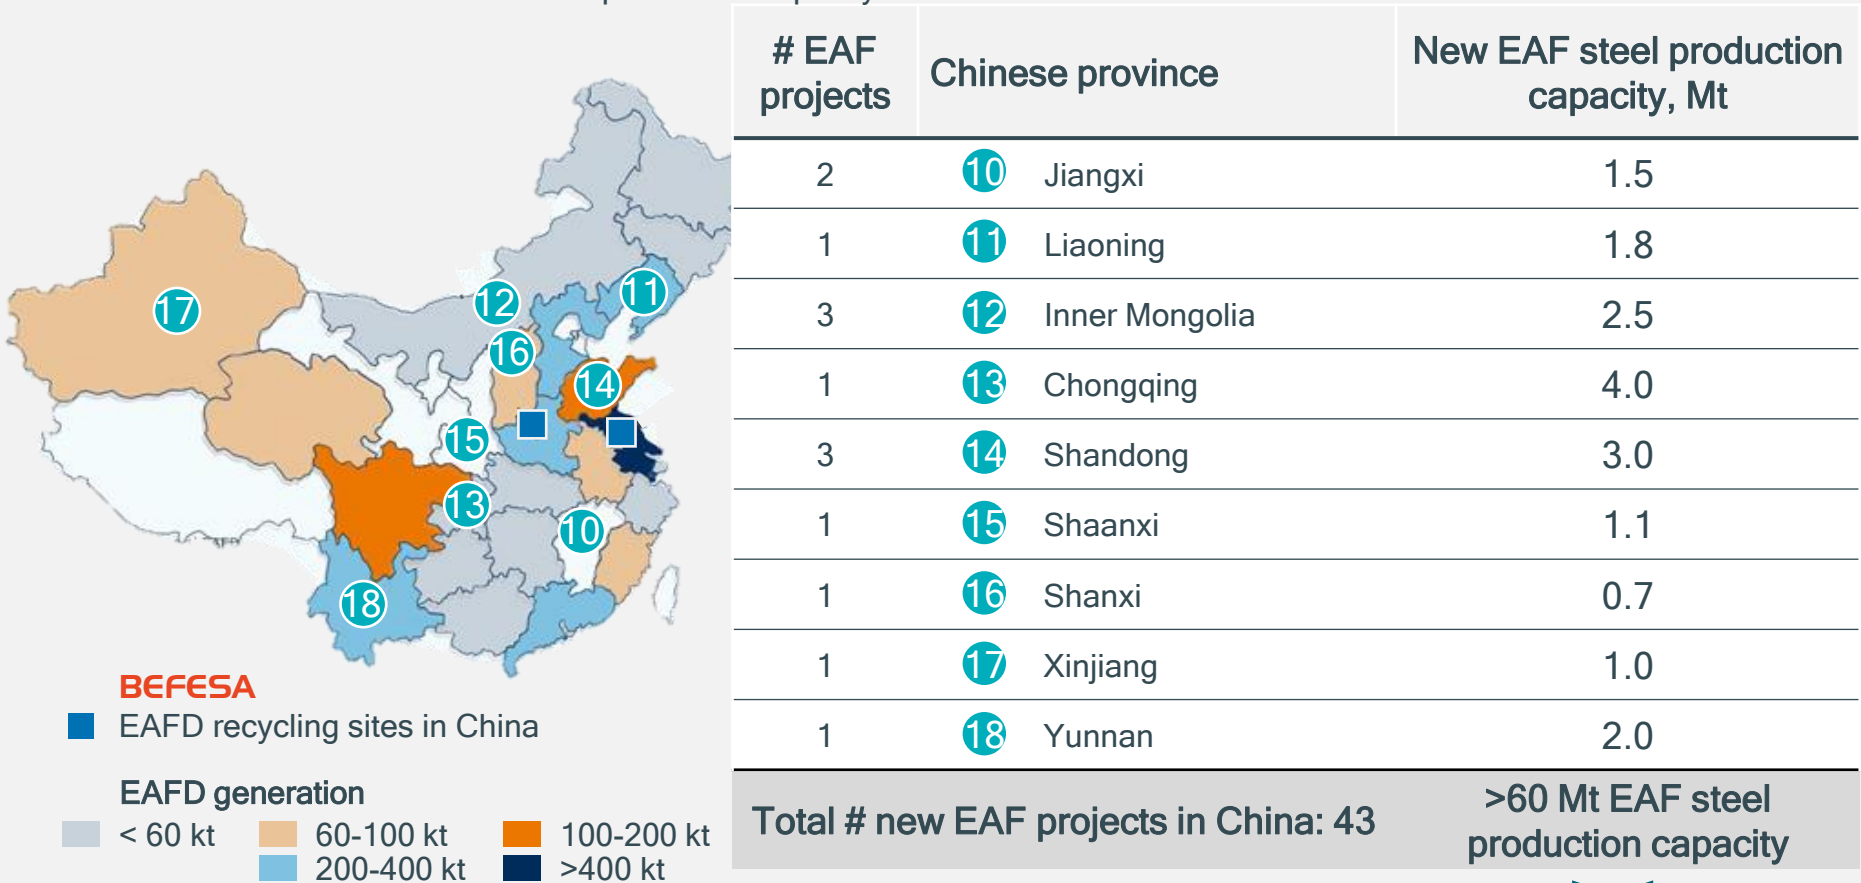 # EAF projects
Chinese province
New EAF steel production capacity, Mt
2 10 Jiangxi 1.5
1 11 Liaoning 1.8
3 12 Inner Mongolia 2.5
1 13 Chongqing 4.0
3 14 Shandong 3.0
1 15 Shaanxi 1.1
1 16 Shanxi 0.7
1 17 Xinjiang 1.0
1 18 Yunnan 2.0
Total # new EAF projects in China: 43
>60 Mt EAF steel
production capacity
17
12
11
16
14
15
13
10
18
BEFESA
EAFD recycling sites in China
EAFD generation
< 60 kt 60-100 kt 100-200 kt
200-400 kt >400 kt